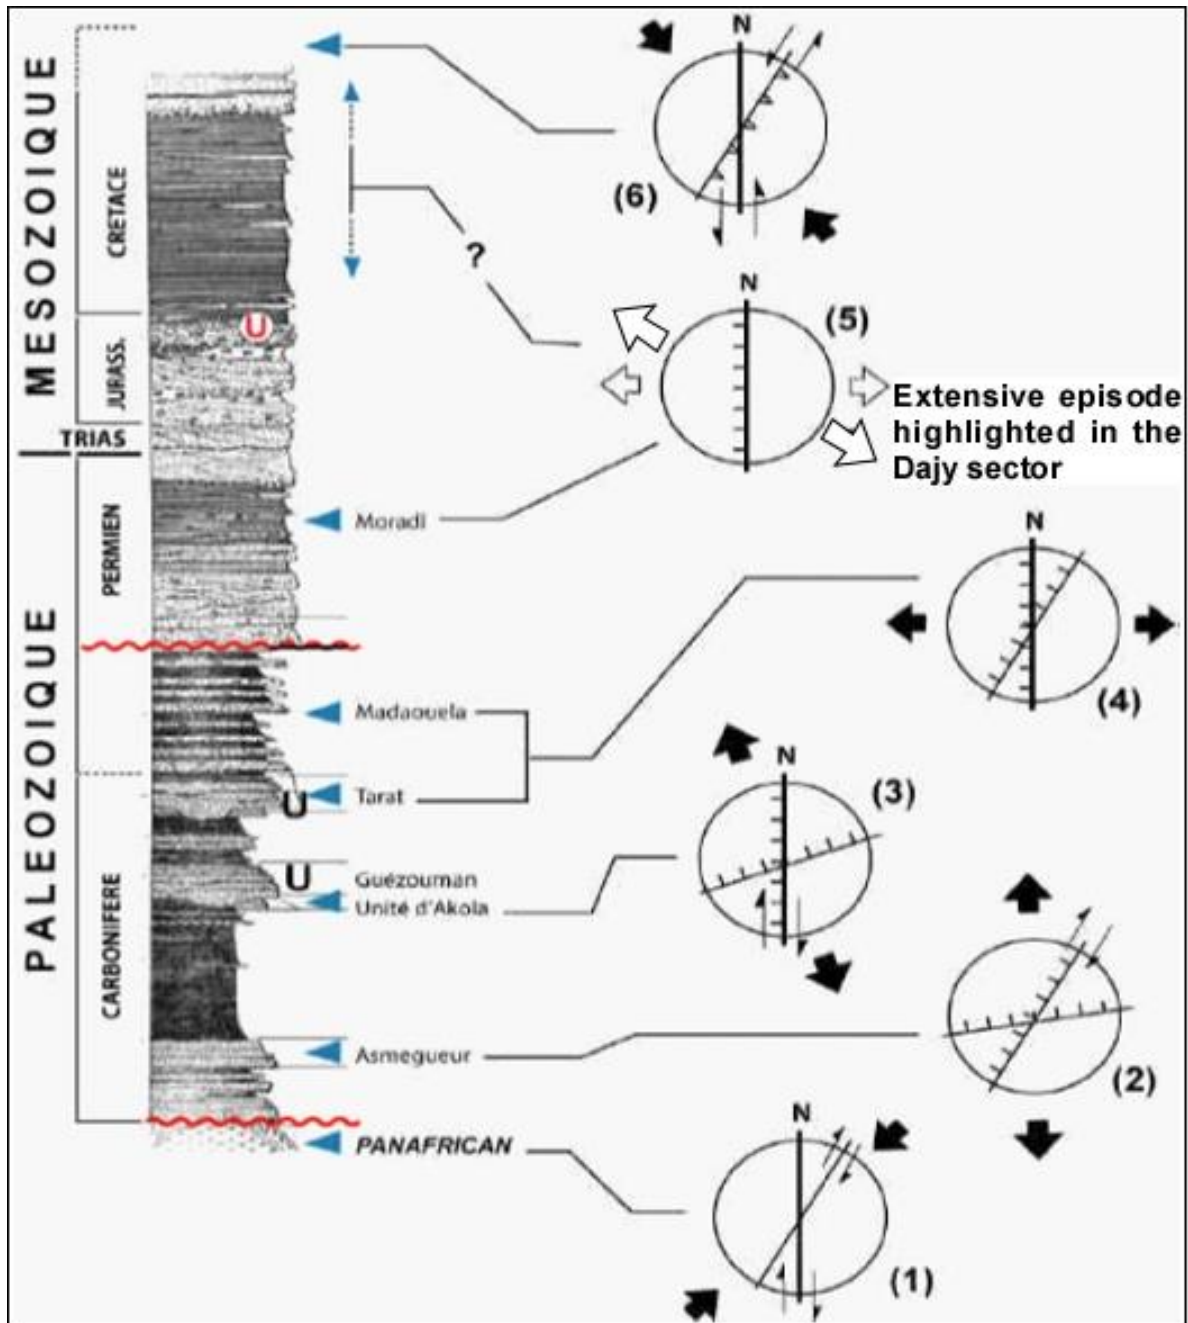 MESOZOIQUE
CRETACE
JURASS.
TRIAS
PALEOZOIQUE
PERMIEN
CARBONIFERE
U
N
(6)
?
N
(5)
Extensive episode
highlighted in the
Dajy sector
Moradi
N
(4)
Madaouela
Tarat
U
N
(3)
U
Guézouman
Unité d'Akola
(2)
Asmegueur
PANAFRICAN
N
(1)